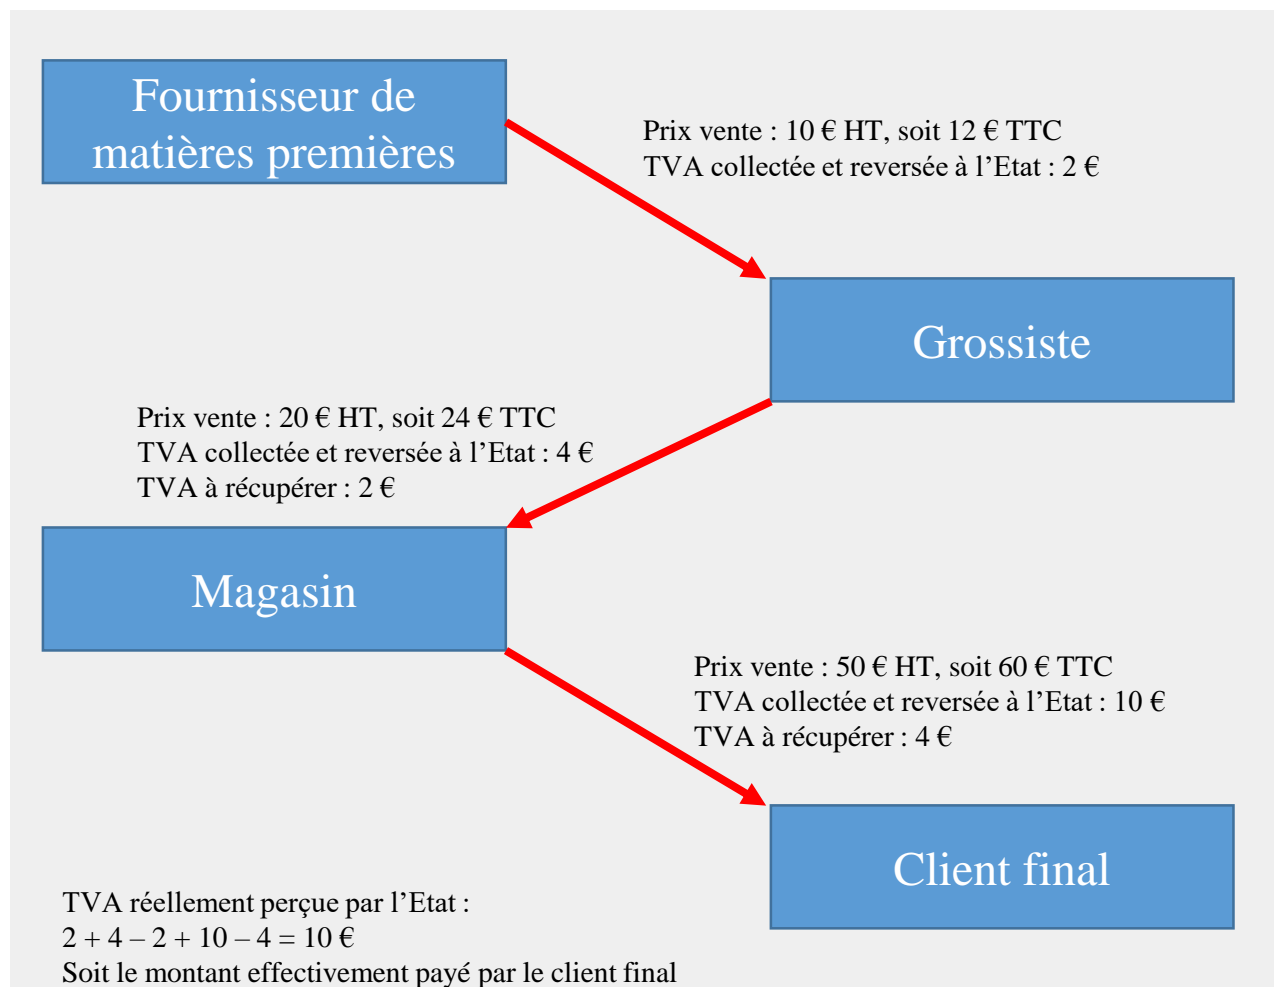 Fournisseur de
matières premières
Prix vente : 10 € HT, soit 12 € TTC
TVA collectée et reversée à l’Etat : 2 €
Grossiste
Prix vente : 20 € HT, soit 24 € TTC
TVA collectée et reversée à l’Etat : 4 €
TVA à récupérer : 2 €
Magasin
Prix vente : 50 € HT, soit 60 € TTC
TVA collectée et reversée à l’Etat : 10 €
TVA à récupérer : 4 €
Client final
TVA réellement perçue par l’Etat :
2 + 4 – 2 + 10 – 4 = 10 €
Soit le montant effectivement payé par le client final